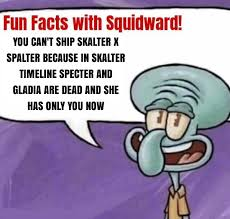 Fun Facts with Squidward!
YOU CAN'T SHIP SKALTER X
SPALTER BECAUSE IN SKALTER
TIMELINE SPECTER AND
GLADIA ARE DEAD AND SHE
HAS ONLY YOU NOW